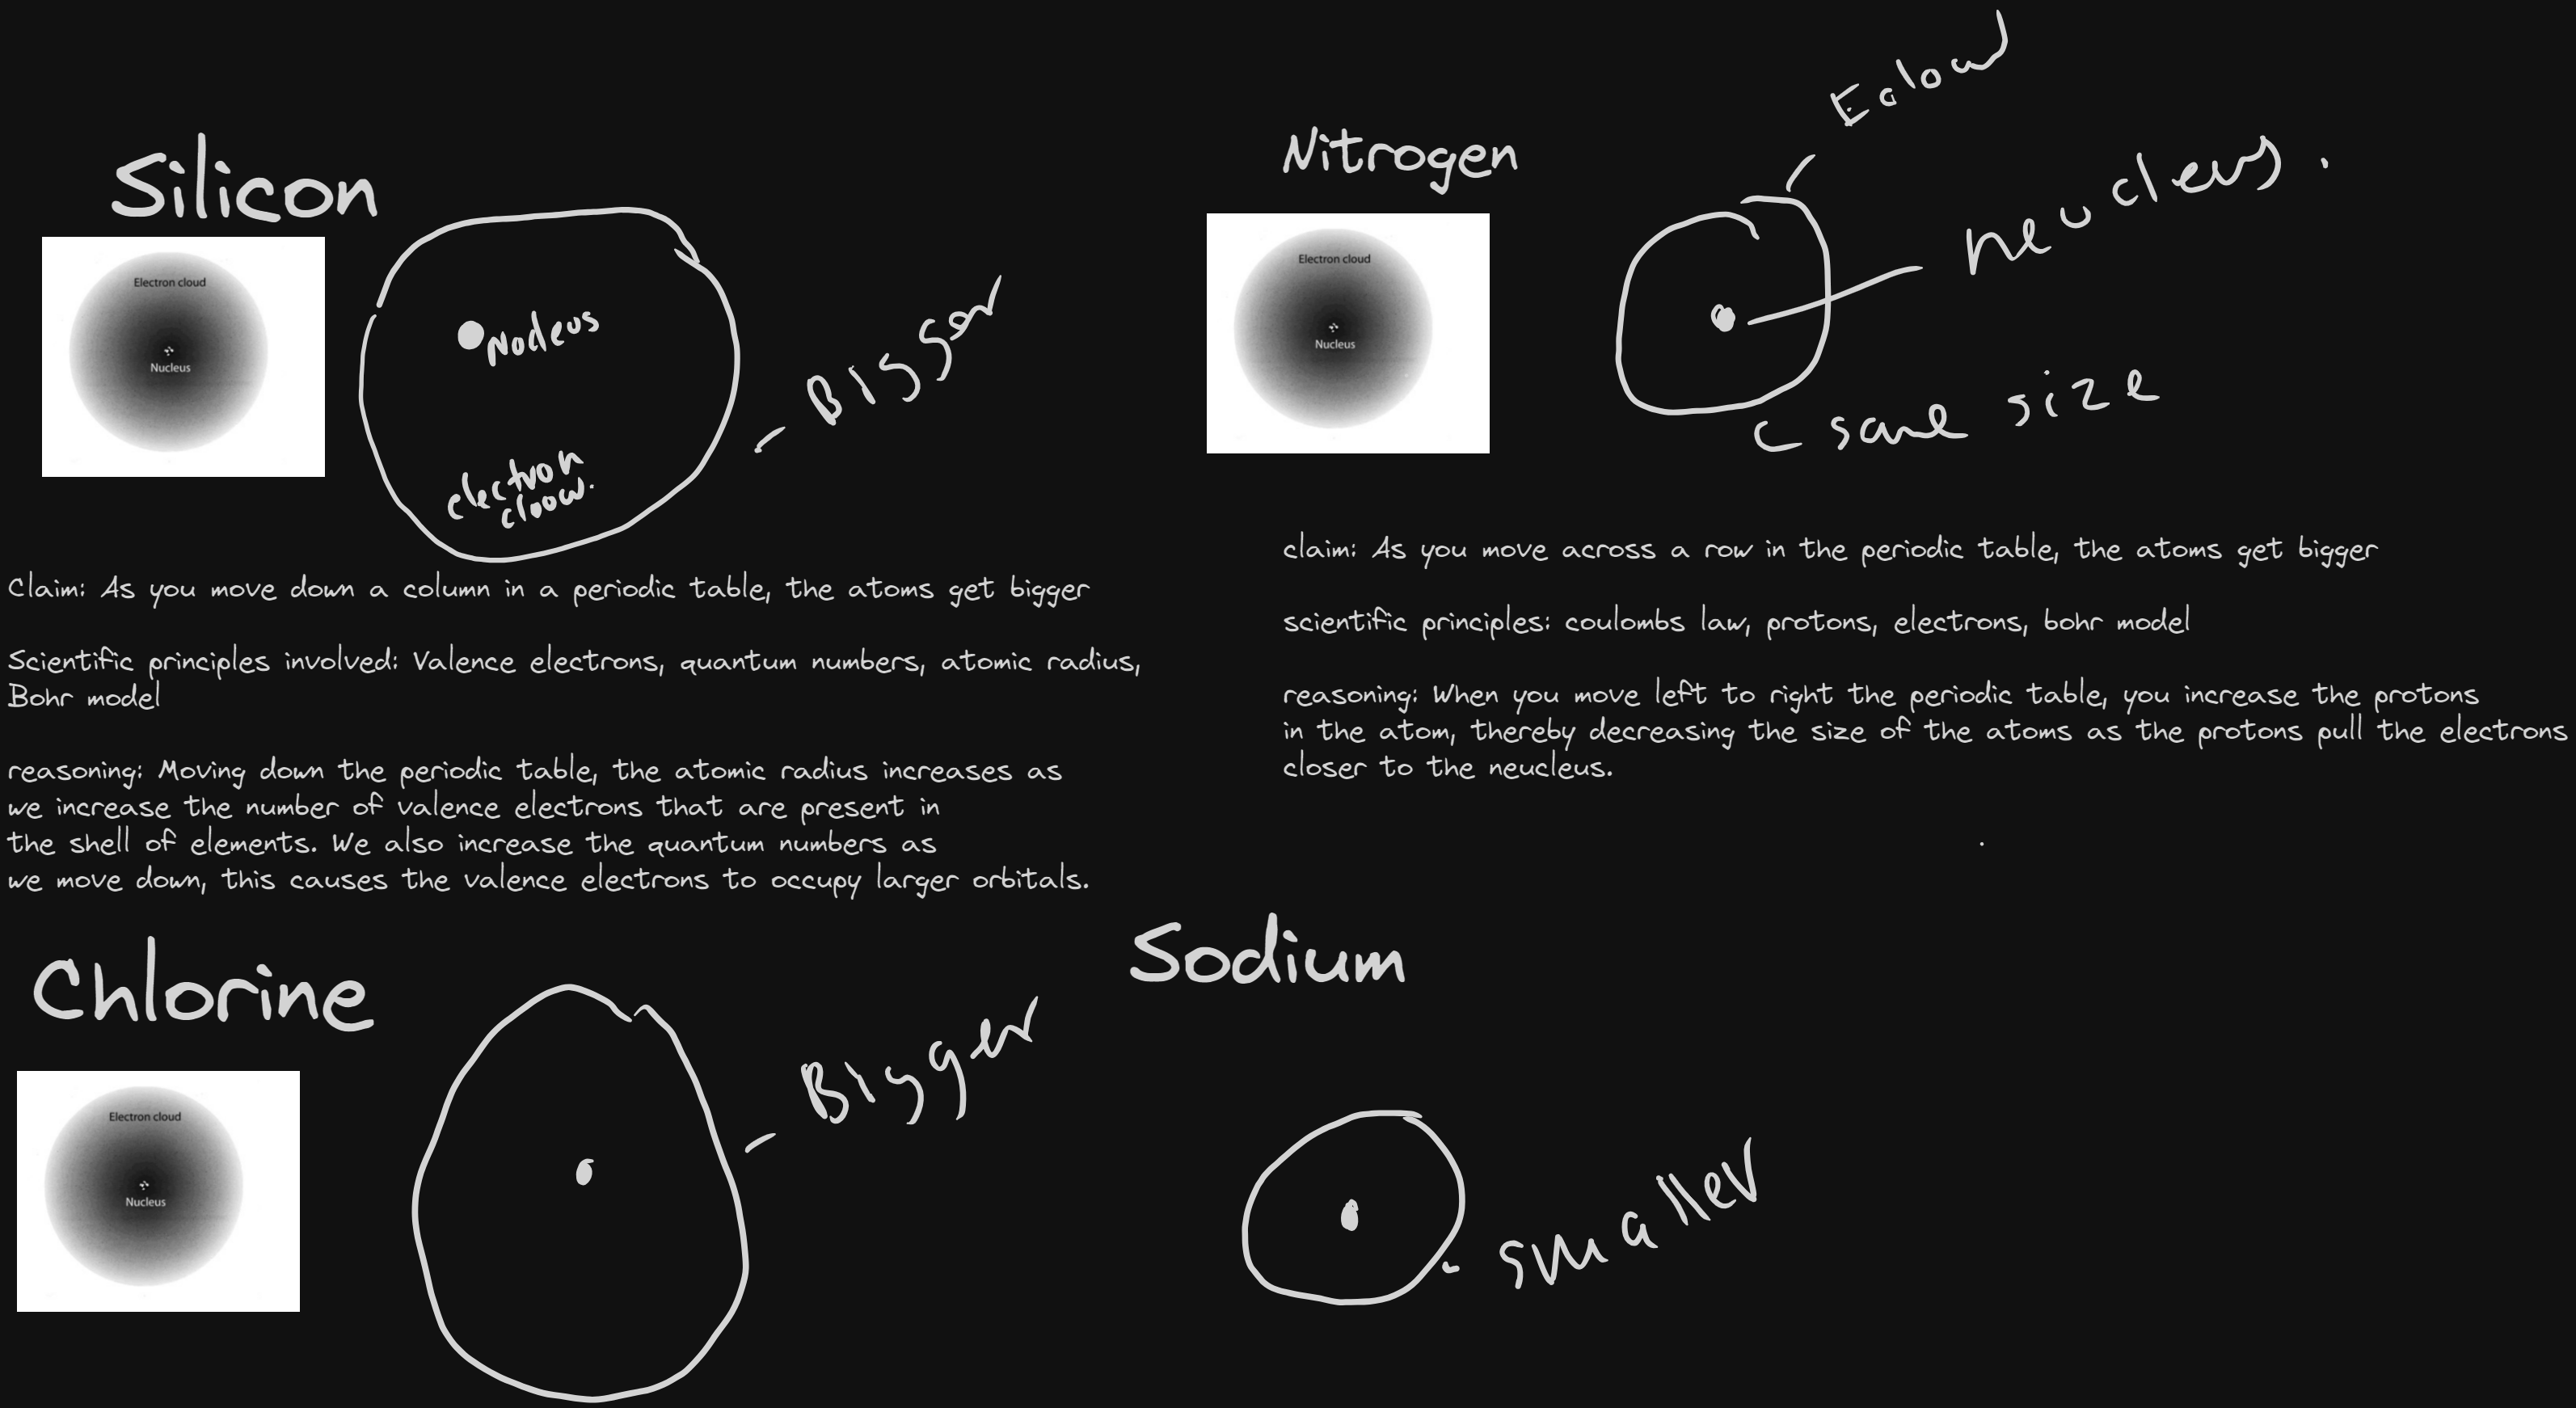 Silicon
Electron cloud
Nucleus
Nucleus
electron
- Bigger
Claim: As you move down a column in a periodic table, the atoms get bigger
Scientific principles involved: Valence electrons, quantum numbers, atomic radius,
Bohr model
reasoning: Moving down the periodic table, the atomic radius increases as
we increase the number of valence electrons that are present in
the shell of elements. We also increase the quantum numbers as
we move down, this causes the valence electrons to occupy larger orbitals.
Nitrogen
Electron cloud
Nucleus
neucleus.
same size
claim: As you move across a row in the periodic table, the atoms get bigger
scientific principles: coulombs law, protons, electrons, bohr model
reasoning: When you move left to right the periodic table, you increase the protons
in the atom, thereby decreasing the size of the atoms as the protons pull the electrons
closer to the neucleus.
Chlorine
Electron cloud
Nucleus
- Bigger
Sodium
smaller